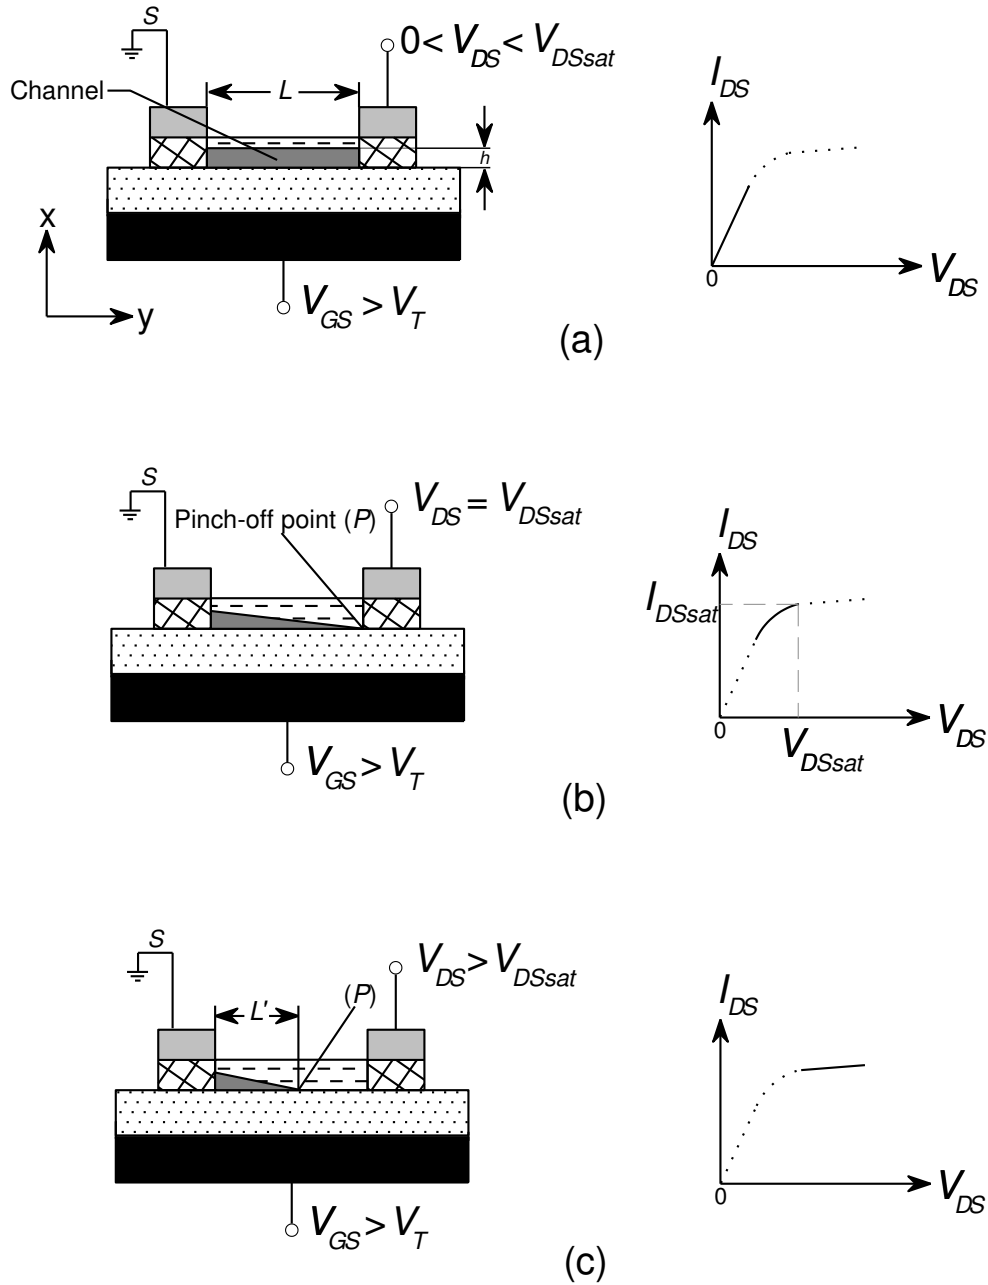 S
0 < V_DS < V_DSsat
I_DS
Channel
L
h
x
0
V_DS
y
V_GS > V_T
(a)
S
V_DS = V_DSsat
Pinch-off point (P)
I_DS
I_DSsat
0
V_DS
V_DSsat
V_GS > V_T
(b)
S
V_DS > V_DSsat
(P)
I_DS
L'
0
V_DS
V_GS > V_T
(c)